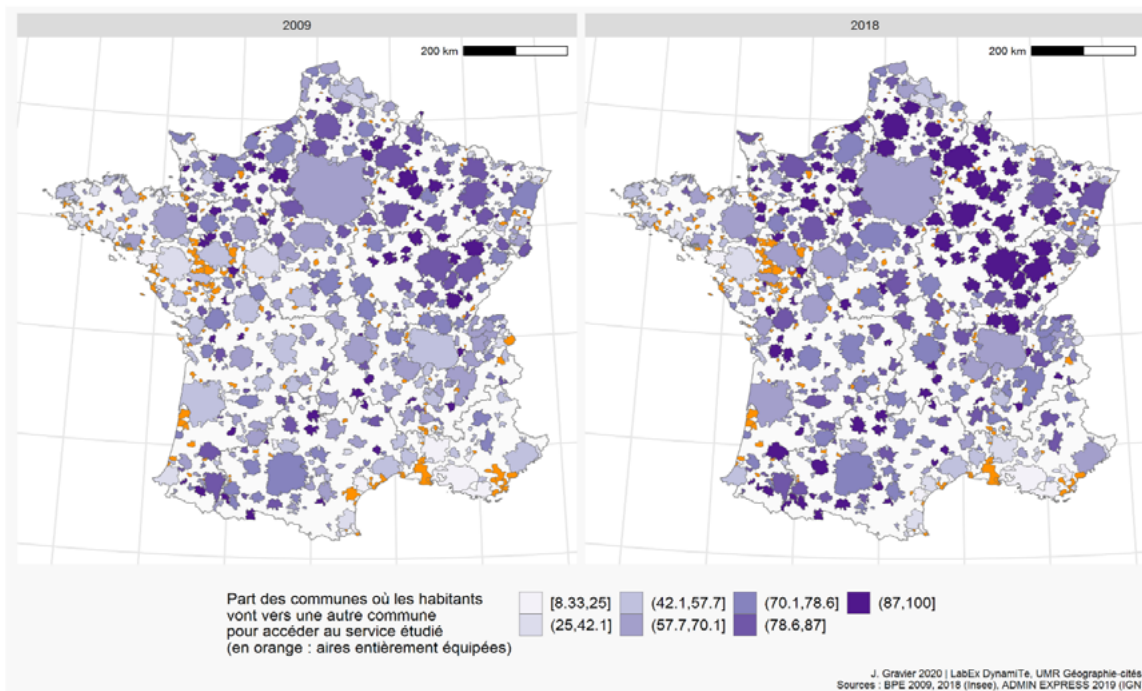 2009
2018
200 km
200 km
Part des communes où les habitants
vont vers une autre commune
pour accéder au service étudié
(en orange : aires entièrement équipées)
[8.33,25]
(42.1,57.7]
(70.1,78.6]
(87,100]
(25,42.1]
(57.7,70.1]
(78.6,87]
J. Gravier 2020 | LabEx DynamiTe, UMR Géographie-cités
Sources : BPE 2009, 2018 (Insee), ADMIN EXPRESS 2019 (IGN